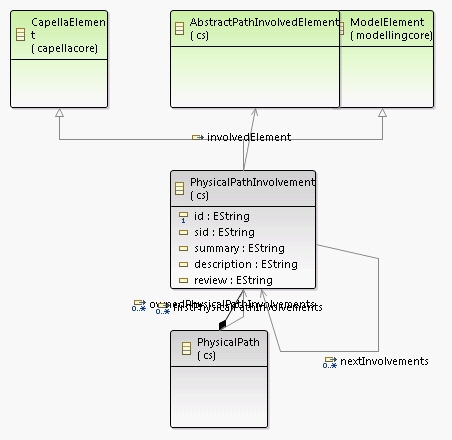 CapellaElemen
t
(capellacore)
AbstractPathInvolvedElement
(cs)
ModelElement
(modellingcore)
involvedElement
PhysicalPathInvolvement
(cs)
id : EString
sid : EString
summary : EString
description : EString
review : EString
0..* ownedPhysicalPathInvolvements
0..* firstPhysicalPathInvolvements
PhysicalPath
(cs)
nextInvolvements
0..*